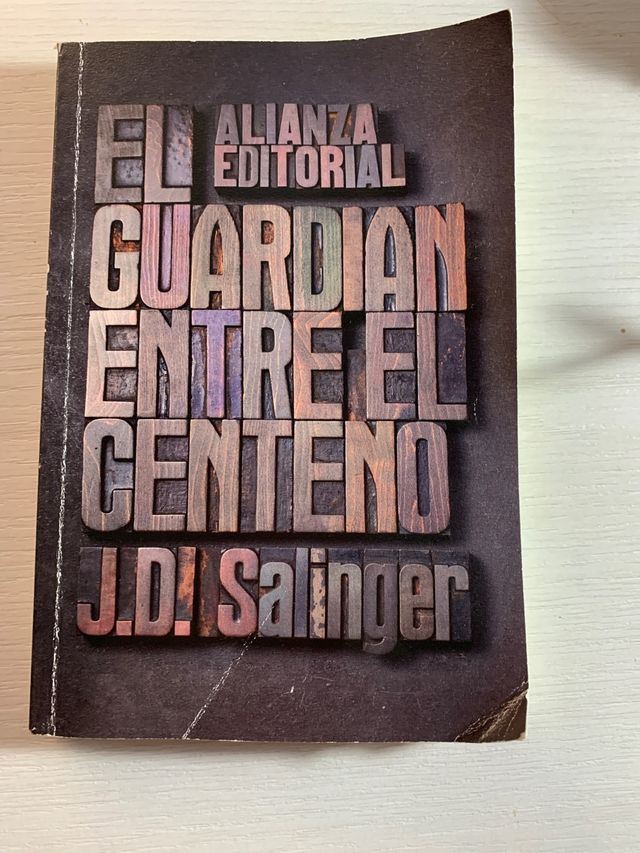 EL
ALIANZA
EDITORIAL
GUARDIAN
ENTRE EL
CENTENO
J.D. Salinger